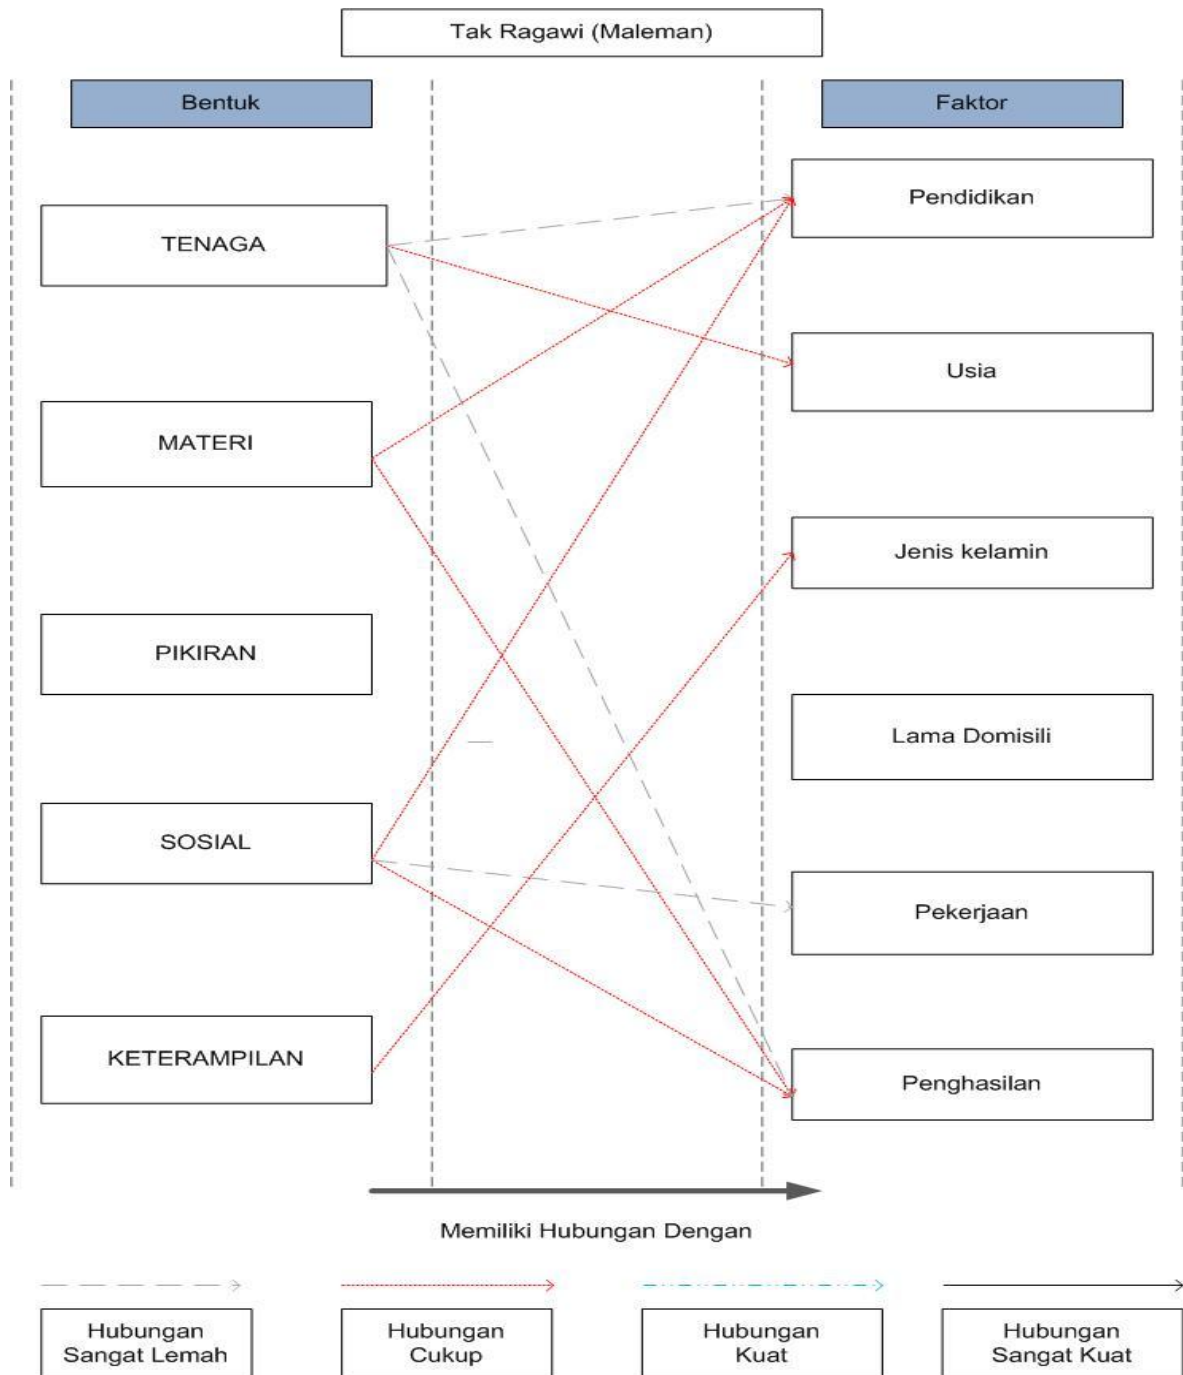 Tak Ragawi (Maleman)
Bentuk
Faktor
TENAGA
MATERI
PIKIRAN
SOSIAL
KETERAMPILAN
Pendidikan
Usia
Jenis kelamin
Lama Domisili
Pekerjaan
Penghasilan
Memiliki Hubungan Dengan
Hubungan
Sangat Lemah
Hubungan
Cukup
Hubungan
Kuat
Hubungan
Sangat Kuat